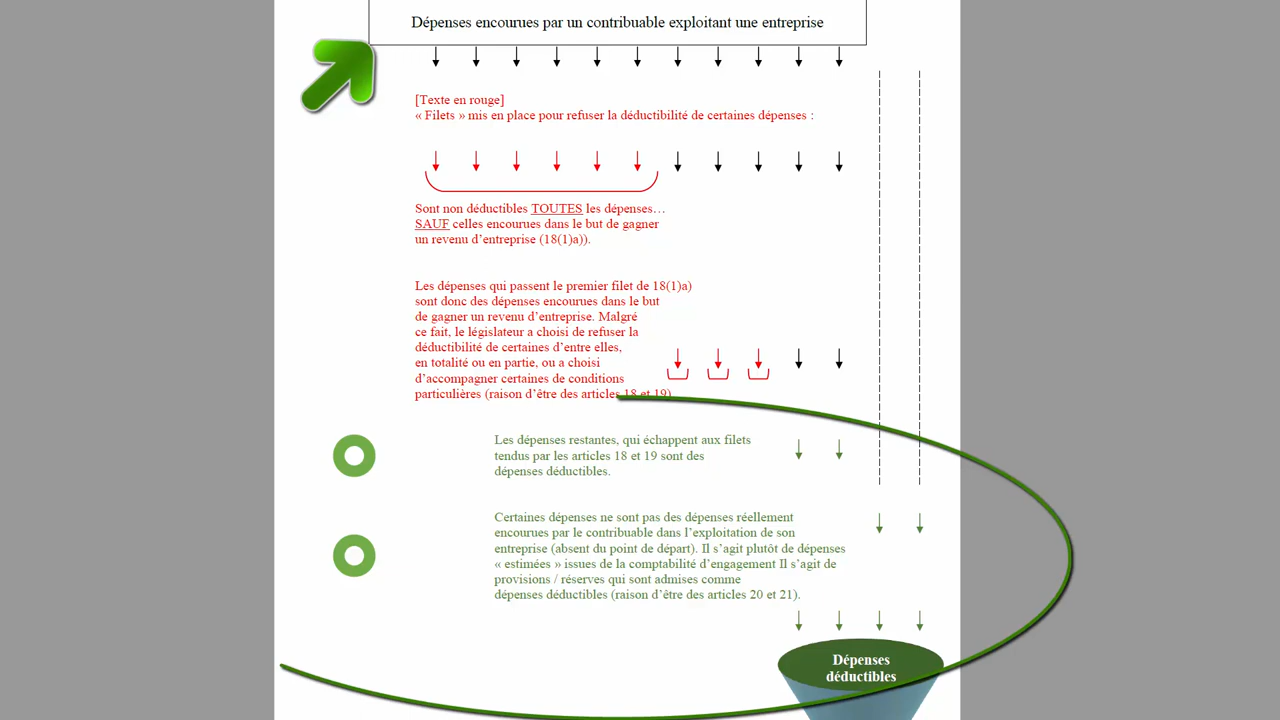 Dépenses encourues par un contribuable exploitant une entreprise
[Texte en rouge]
« Filets » mis en place pour refuser la déductibilité de certaines dépenses :
Sont non déductibles TOUTES les dépenses…
SAUF celles encourues dans le but de gagner
un revenu d’entreprise (18(1)a)).
Les dépenses qui passent le premier filet de 18(1)a)
sont donc des dépenses encourues dans le but
de gagner un revenu d’entreprise. Malgré
ce fait, le législateur a choisi de refuser la
déductibilité de certaines d’entre elles,
en totalité ou en partie, ou a choisi
d’accompagner certaines de conditions
particulières (raison d’être des articles 18 et 19)
Les dépenses restantes, qui échappent aux filets
tendus par les articles 18 et 19 sont des
dépenses déductibles.
Certaines dépenses ne sont pas des dépenses réellement
encourues par le contribuable dans l’exploitation de son
entreprise (absent du point de départ). Il s’agit plutôt de dépenses
« estimées » issues de la comptabilité d’engagement Il s’agit de
provisions / réserves qui sont admises comme
dépenses déductibles (raison d’être des articles 20 et 21).
Dépenses
déductibles